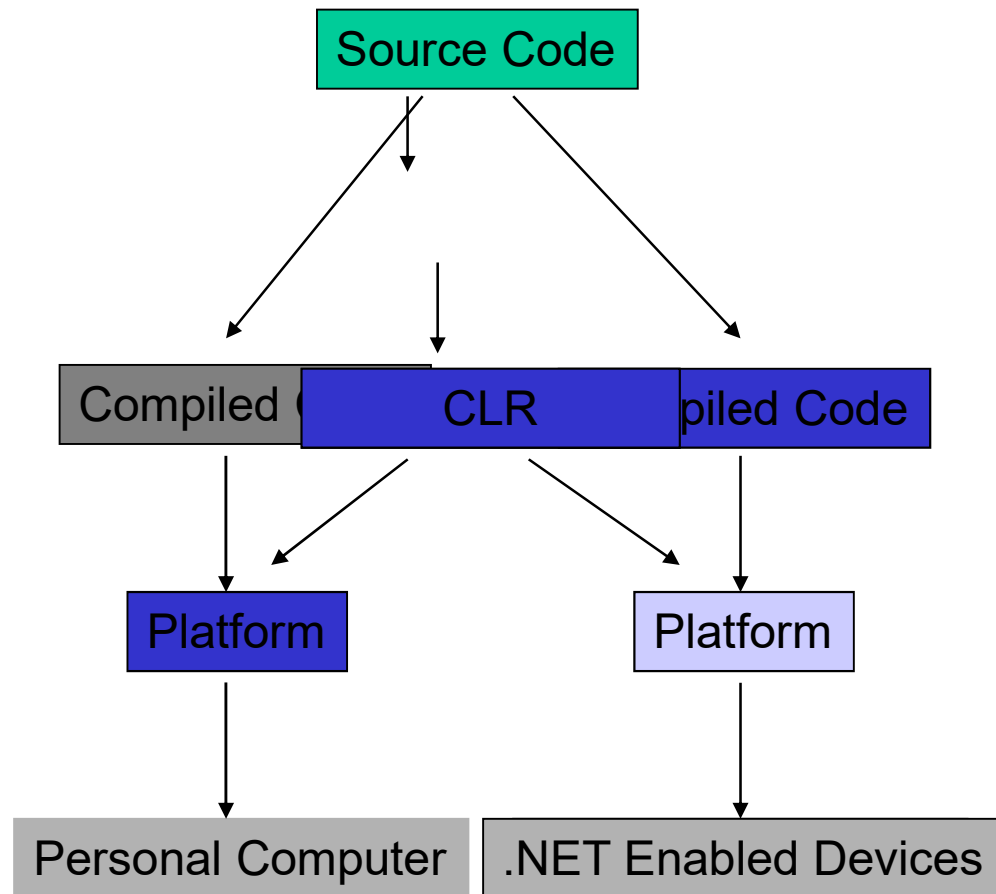 Source Code
Compiled
CLR
piled Code
Platform
Platform
Personal Computer
.NET Enabled Devices